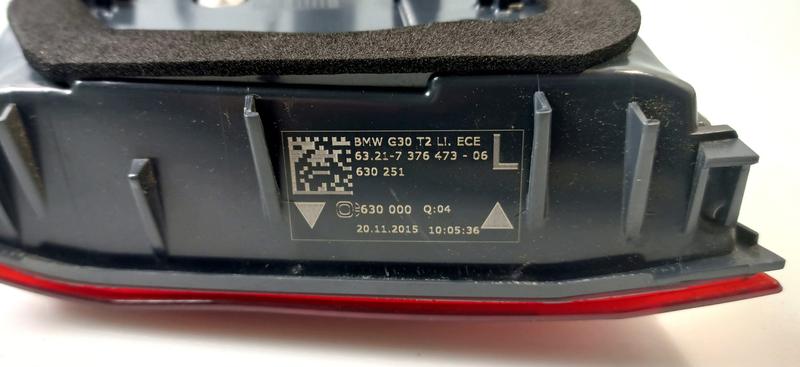 BMW G30 T2 LI. ECE
63.21-7 376 473 - 06 L
630 251
630 000 Q:04
20.11.2015 10:05:36